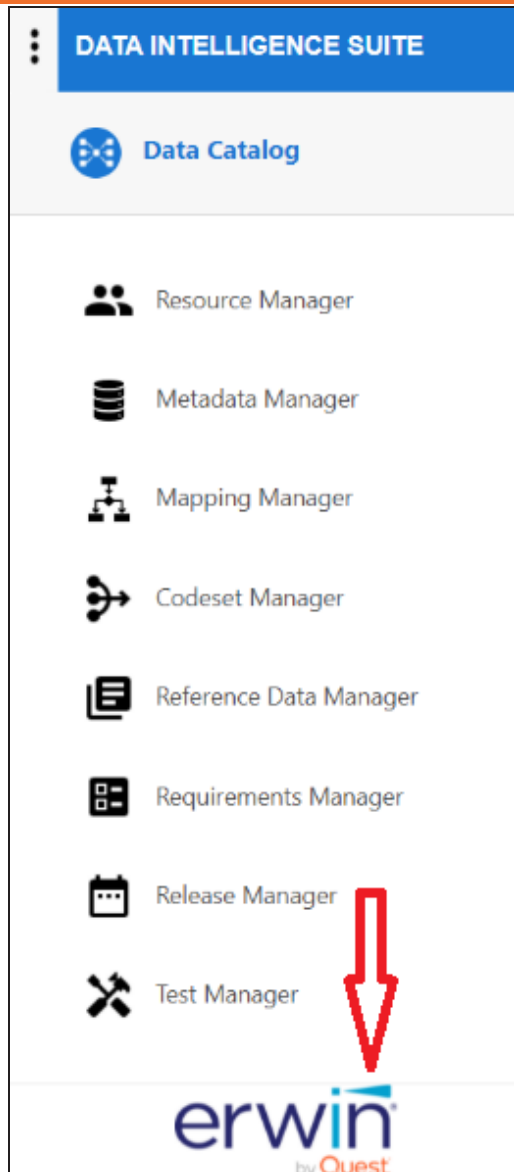 DATA INTELLIGENCE SUITE
Data Catalog
Resource Manager
Metadata Manager
Mapping Manager
Codeset Manager
Reference Data Manager
Requirements Manager
Release Manager
Test Manager
erwin
by Quest